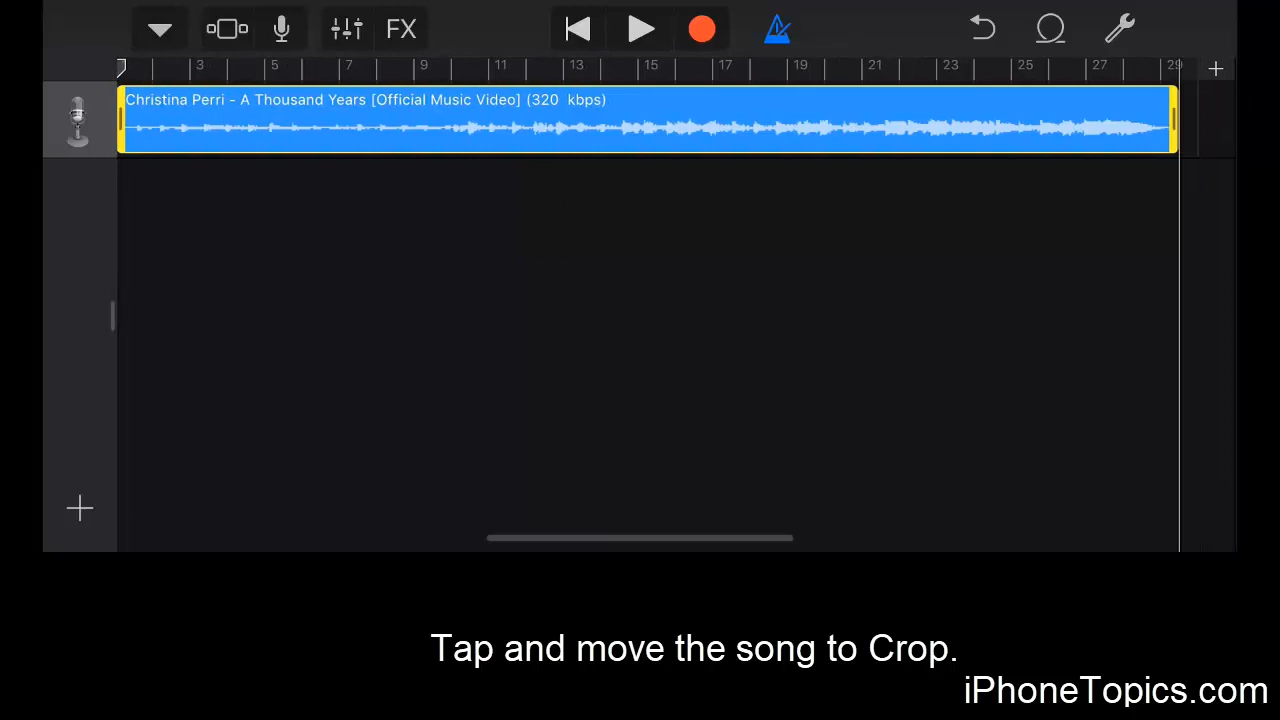 FX
3 5 7 9 11 13 15 17 19 21 23 25 27 29
Christina Perri - A Thousand Years [Official Music Video] (320 kbps)
Tap and move the song to Crop.
iPhoneTopics.com